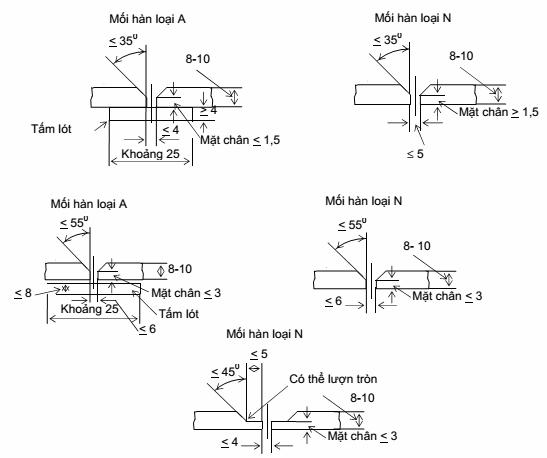 Mối hàn loại A
≤ 35⁰
8-10
≥ 4
Tấm lót
≤ 4
Mặt chân ≤ 1,5
Khoảng 25
Mối hàn loại N
≤ 35⁰
8-10
Mặt chân ≥ 1,5
≤ 5
Mối hàn loại A
≤ 55⁰
8-10
≤ 8
Mặt chân ≤ 3
Khoảng 25
Tấm lót
≤ 6
Mối hàn loại N
≤ 55⁰
8- 10
≤ 6
Mặt chân ≤ 3
Mối hàn loại N
≤ 5
≤ 45⁰
Có thể lượn tròn
8-10
≤ 4
Mặt chân ≤ 3